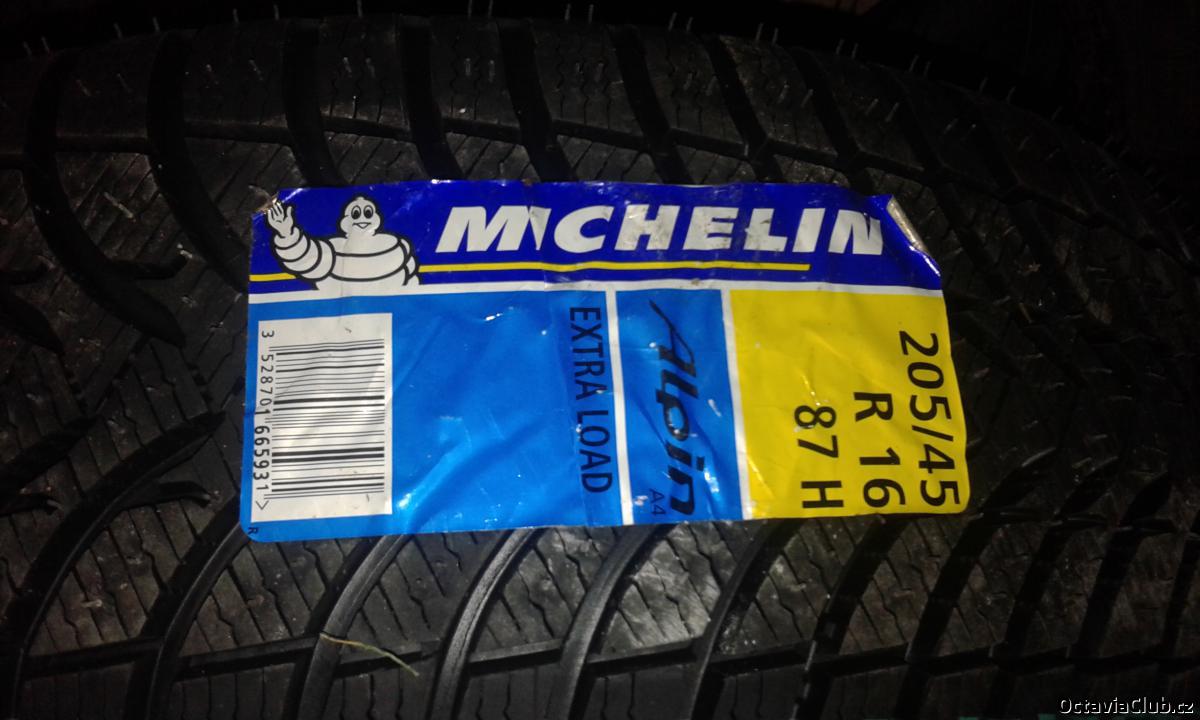 MICHELIN
205/45
R 16
87 H
Alpin
A4
EXTRA LOAD
3 528701 665931 >
R
OctaviaClub.cz